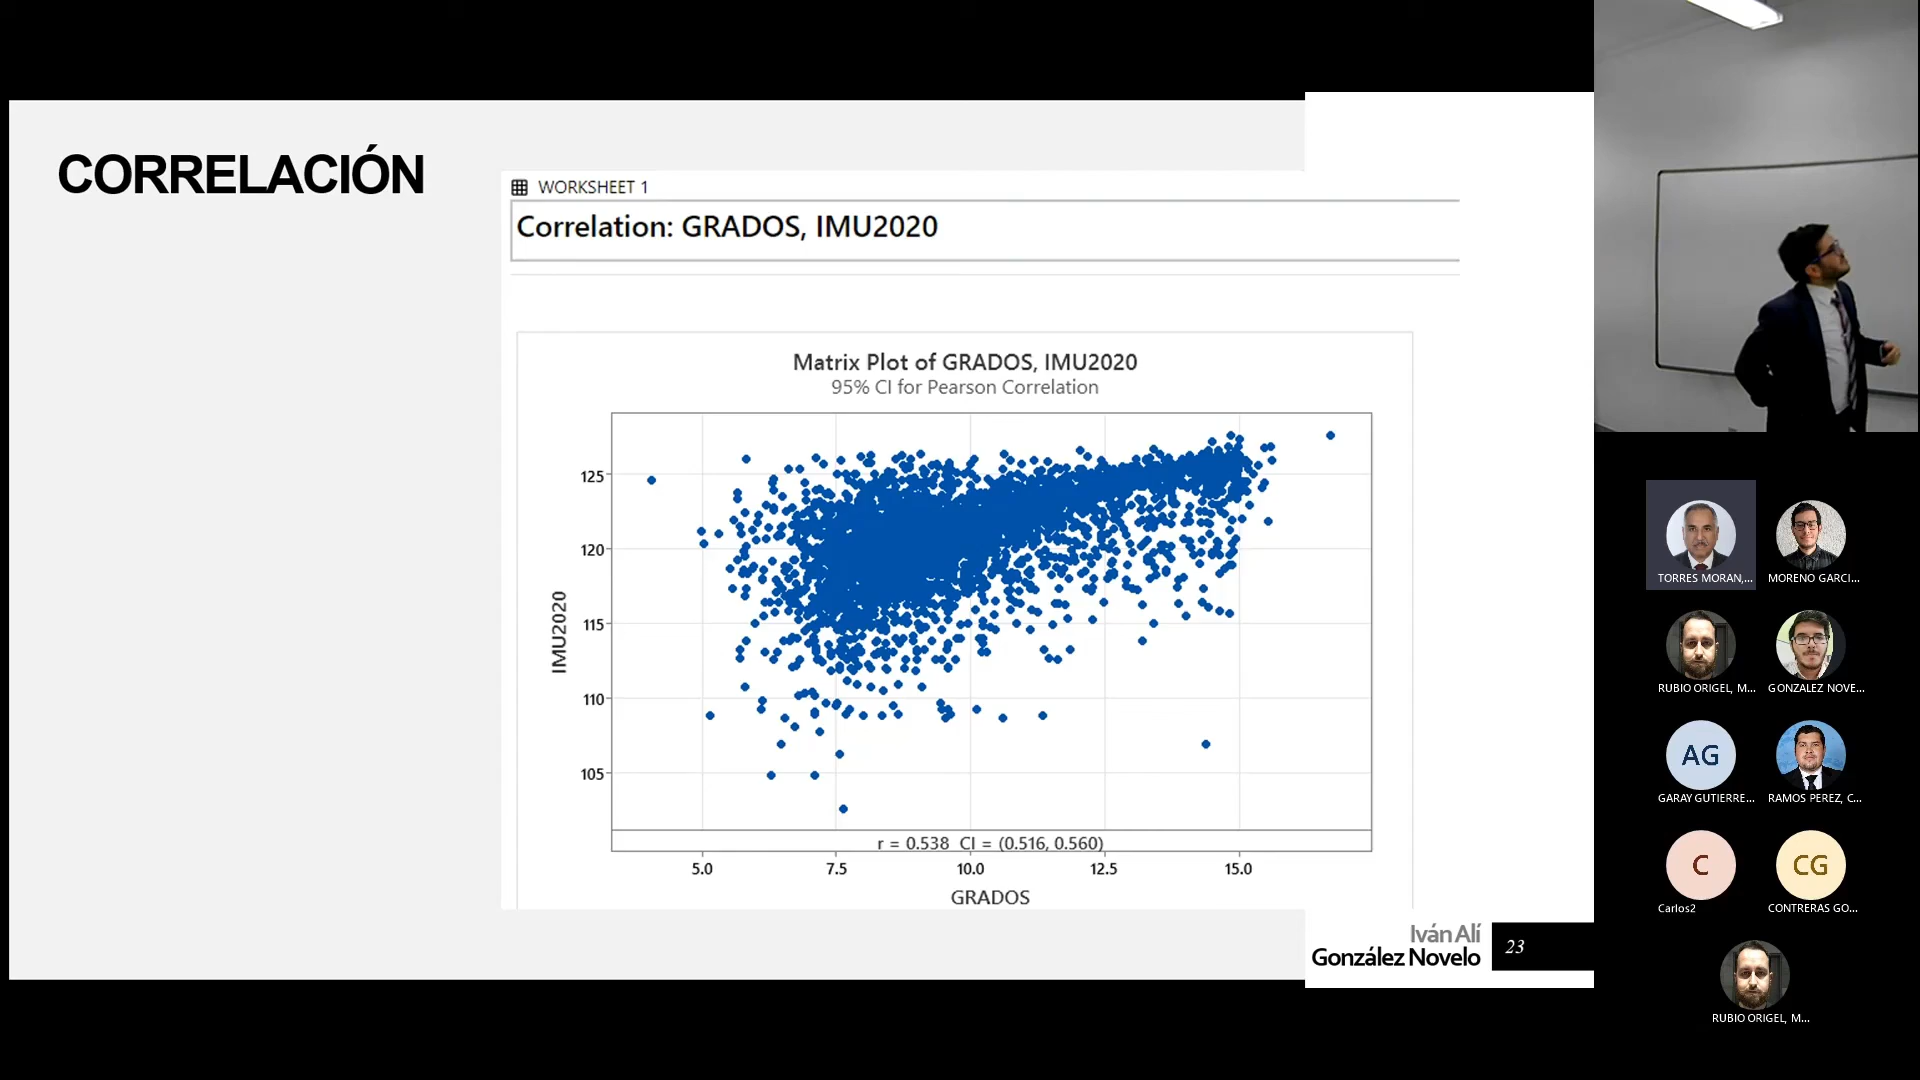 CORRELACIÓN
WORKSHEET 1
Correlation: GRADOS, IMU2020
Matrix Plot of GRADOS, IMU2020
95% CI for Pearson Correlation
125
120
115
110
105
IMU2020
r = 0.538 CI = (0.516, 0.560)
5.0 7.5 10.0 12.5 15.0
GRADOS
Iván Alí
González Novelo
23
TORRES MORAN,...
MORENO GARCI...
RUBIO ORIGEL, M...
GONZALEZ NOVE...
AG
GARAY GUTIERRE...
RAMOS PEREZ, C...
C
Carlos2
CG
CONTRERAS GO...
RUBIO ORIGEL, M...